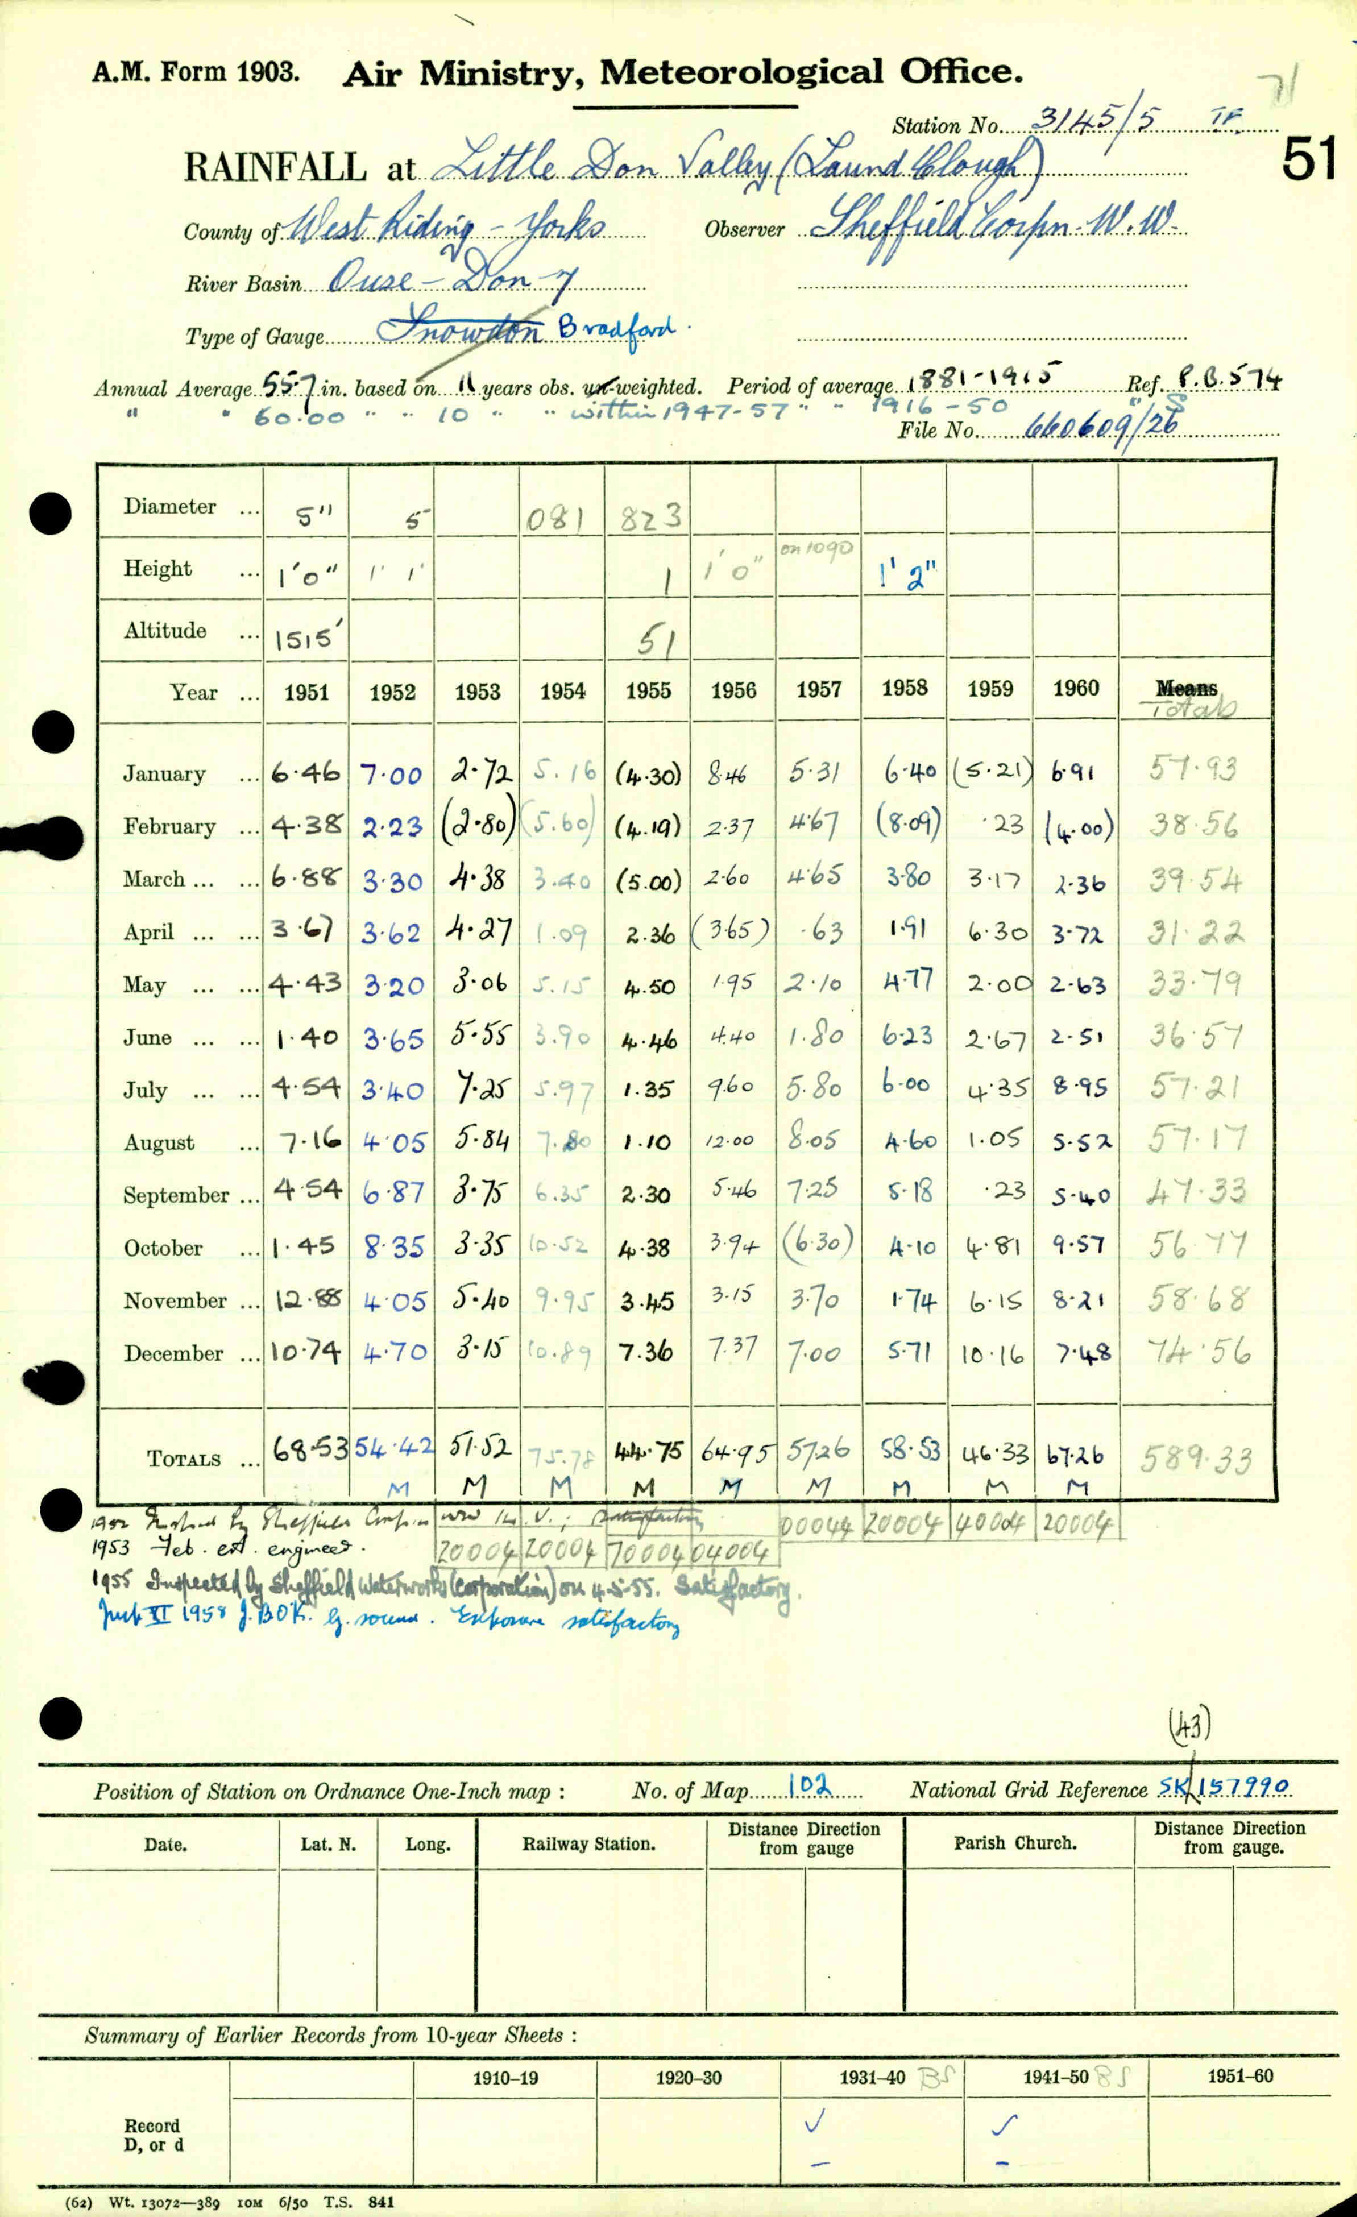 A.M. Form 1903. Air Ministry, Meteorological Office.
71
Station No. 3145/5 T.F.
51
RAINFALL at Little Don Valley (Laund Clough)
County of West Riding - Yorks Observer Sheffield Corpn. W.W.
River Basin Ouse - Don - 7
Type of Gauge Snowdon Bradford.
Annual Average 55.7 in. based on 11 years obs. un-weighted. Period of average 1881-1915 Ref. P.B. 574
" " 60.00 " " 10 " " within 1947-57 " " 1916-50 " S
File No. 660609/26
Diameter ... 5" 5 081 823
Height ... 1'0" 1' 1' 1 1'0" on 1090 1'2"
Altitude ... 1515' 51
Year ... 1951 1952 1953 1954 1955 1956 1957 1958 1959 1960 Means
Totals
January ... 6.46 7.00 2.72 5.16 (4.30) 8.46 5.31 6.40 (5.21) 6.91 57.93
February ... 4.38 2.23 (2.80) (5.60) (4.19) 2.37 4.67 (8.09) .23 (4.00) 38.56
March ... ... 6.88 3.30 4.38 3.40 (5.00) 2.60 4.65 3.80 3.17 2.36 39.54
April ... ... 3.67 3.62 4.27 1.09 2.36 (3.65) .63 1.91 6.30 3.72 31.22
May ... ... 4.43 3.20 3.06 5.15 4.50 1.95 2.10 4.77 2.00 2.63 33.79
June ... ... 1.40 3.65 5.55 3.90 4.46 4.40 1.80 6.23 2.67 2.51 36.57
July ... ... 4.54 3.40 7.25 5.97 1.35 9.60 5.80 6.00 4.35 8.95 57.21
August ... 7.16 4.05 5.84 7.80 1.10 12.00 8.05 4.60 1.05 5.52 57.17
September ... 4.54 6.87 3.75 6.35 2.30 5.46 7.25 5.18 .23 5.40 47.33
October ... 1.45 8.35 3.35 10.52 4.38 3.94 (6.30) 4.10 4.81 9.57 56.77
November ... 12.88 4.05 5.40 9.95 3.45 3.15 3.70 1.74 6.15 8.21 58.68
December ... 10.74 4.70 3.15 10.89 7.36 7.37 7.00 5.71 10.16 7.48 74.56
TOTALS ... 68.53 54.42 51.52 75.78 44.75 64.95 57.26 58.53 46.33 67.26 589.33
M M M M M M M M M
1952 by Sheffield Corpn satisfactory 00044 20004 40004 20004
1953 Feb. est. engineer. 20004 20004 70004 04004
1955 Inspected by Sheffield Waterworks (Corporation) on 4-5-55. Satisfactory.
VI 1958 J.BOK. G. sound. Exposure satisfactory
(43)
Position of Station on Ordnance One-Inch map : No. of Map 102 National Grid Reference SK/157990
Date. Lat. N. Long. Railway Station. Distance from Direction gauge Parish Church. Distance from Direction gauge.
Summary of Earlier Records from 10-year Sheets :
1910–19 1920–30 1931–40 BS 1941–50 BS 1951–60
Record ✓ ✓
D, or d – –
(62) Wt. 13072—389 10M 6/50 T.S. 841